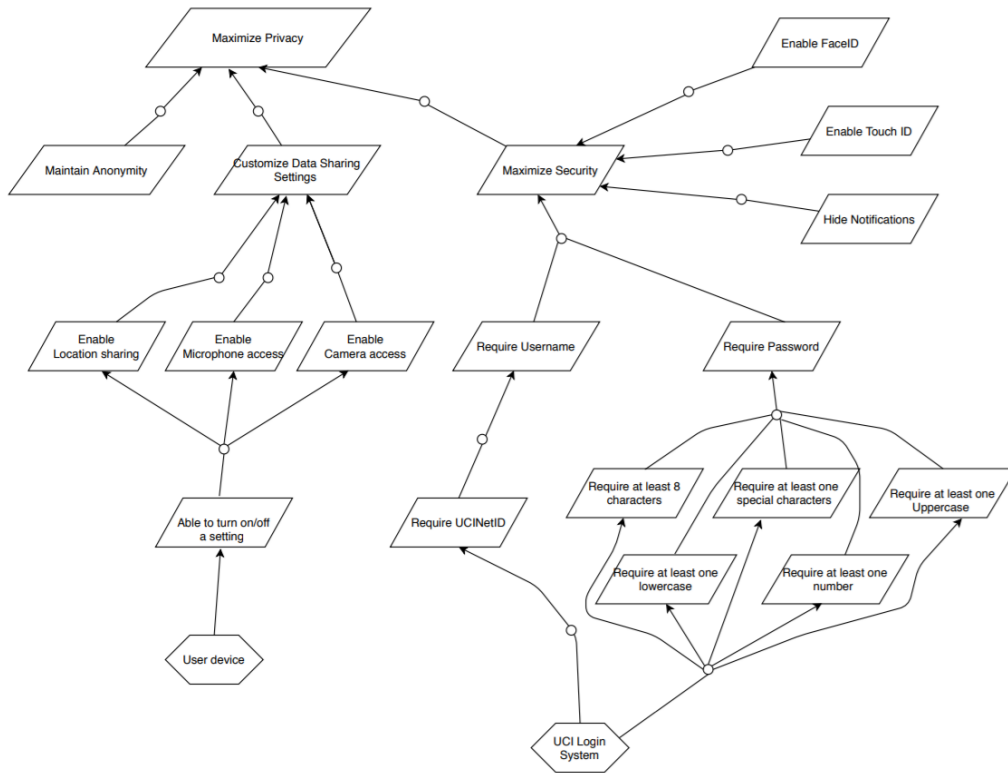 Maximize Privacy
Enable FaceID
Enable Touch ID
Maintain Anonymity
Customize Data Sharing
Settings
Maximize Security
Hide Notifications
Enable
Location sharing
Enable
Microphone access
Enable
Camera access
Require Username
Require Password
Require at least 8
characters
Require at least one
special characters
Require at least one
Uppercase
Able to turn on/off
a setting
Require UCINetID
Require at least one
lowercase
Require at least one
number
User device
UCI Login
System